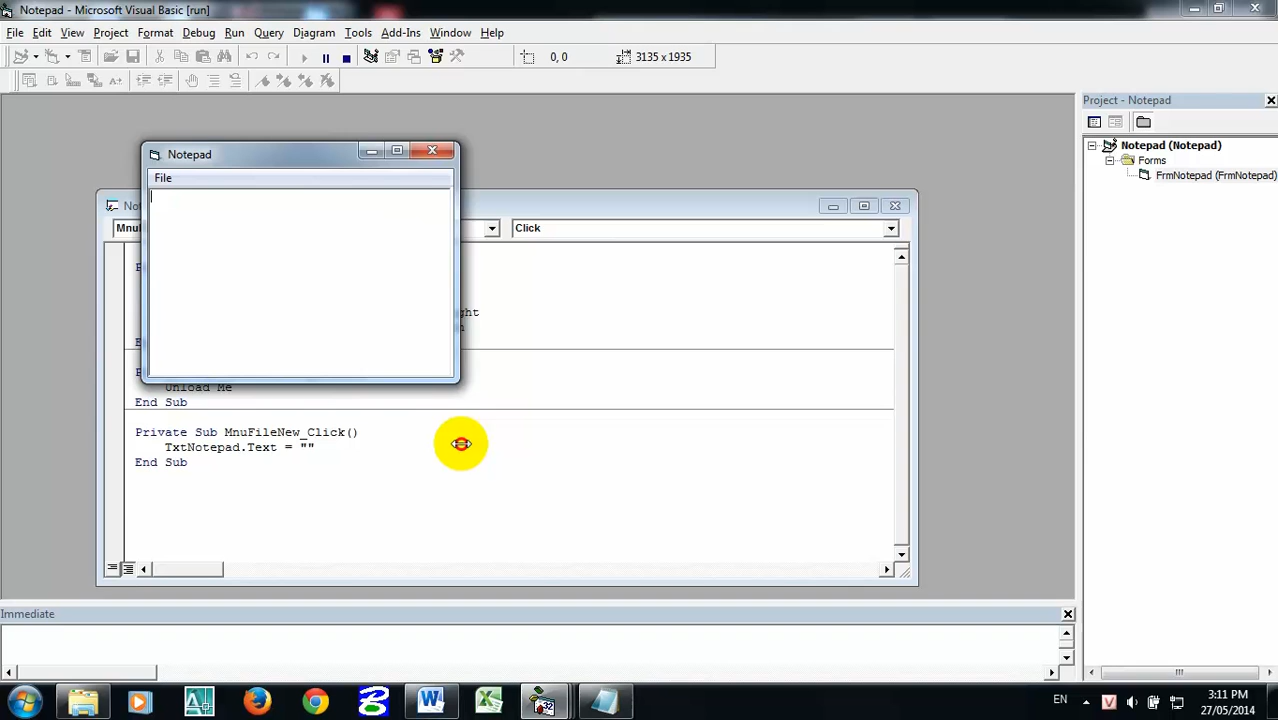 Notepad - Microsoft Visual Basic [run]
File Edit View Project Format Debug Run Query Diagram Tools Add-Ins Window Help
0, 0
3135 x 1935
Project - Notepad
Notepad (Notepad)
Forms
FrmNotepad (FrmNotepad)
Notepad
File
Click
Unload Me
End Sub
Private Sub MnuFileNew_Click()
TxtNotepad.Text = ""
End Sub
Immediate
EN
3:11 PM
27/05/2014